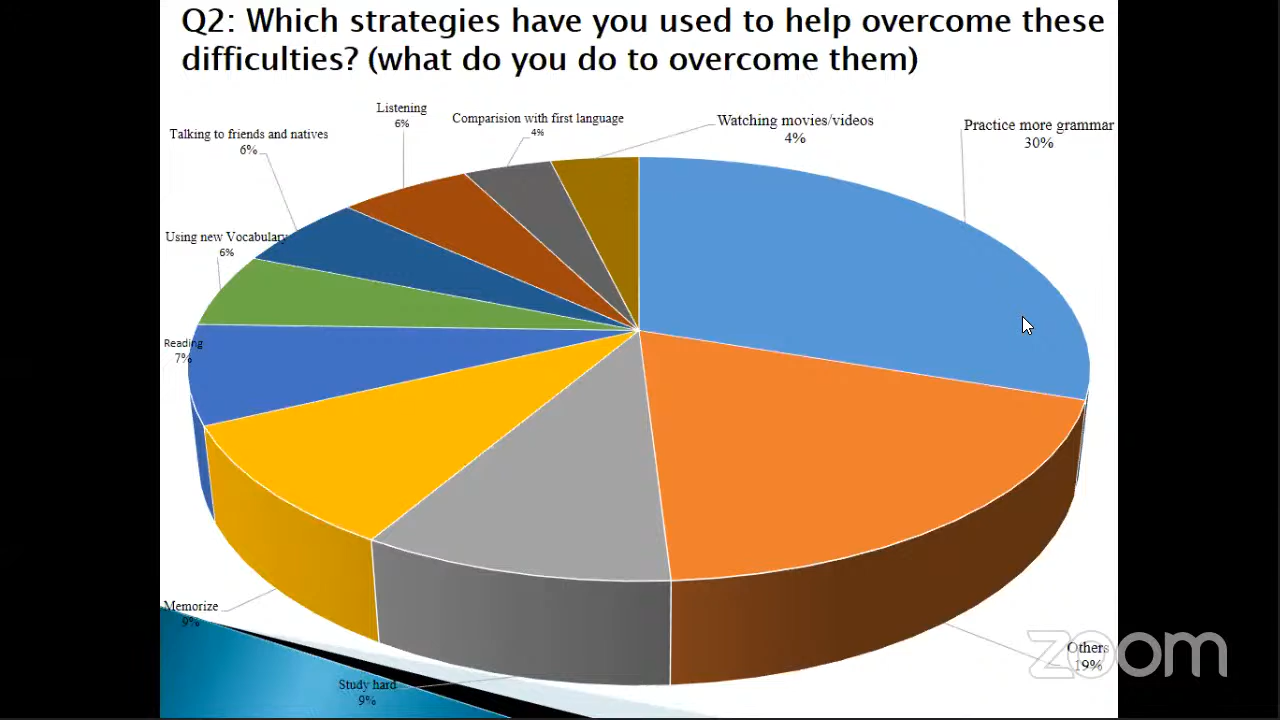 Q2: Which strategies have you used to help overcome these
difficulties? (what do you do to overcome them)
Listening
6%
Comparision with first language
4%
Watching movies/videos
4%
Practice more grammar
30%
Talking to friends and natives
6%
Using new Vocabulary
6%
Reading
7%
Memorize
9%
Study hard
9%
Others
19%
zoom